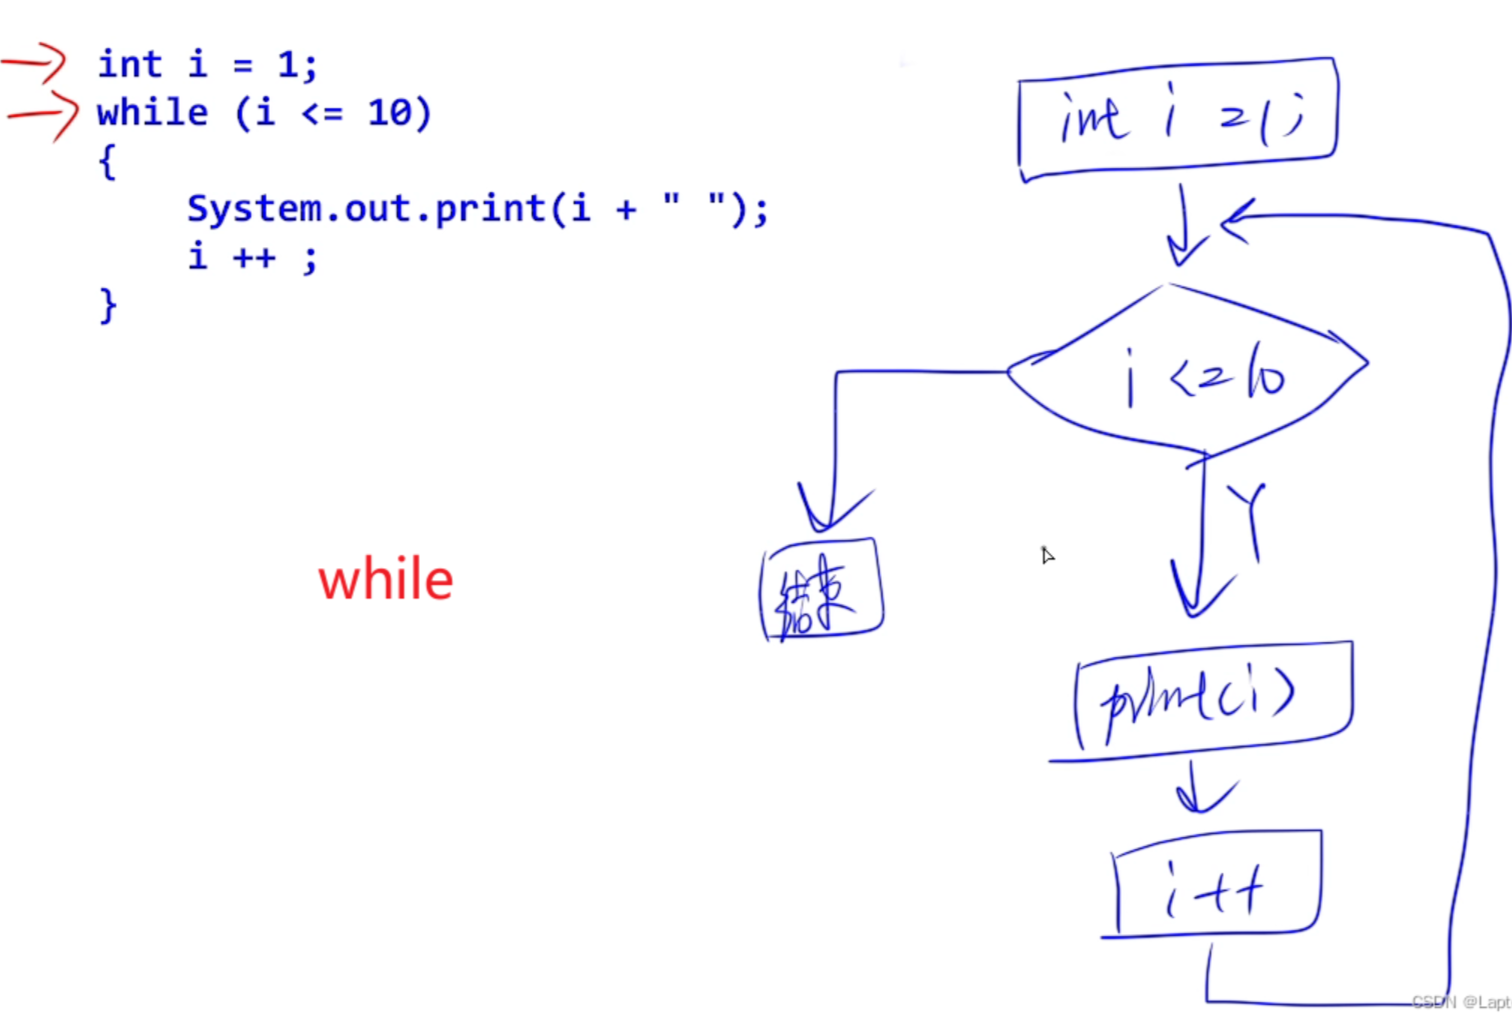 int i = 1;
while (i <= 10)
{
    System.out.print(i + " ");
    i ++ ;
}
while
int i = 1;
i <= 10
Y
结束
print(i)
i ++
CSDN @Lapt